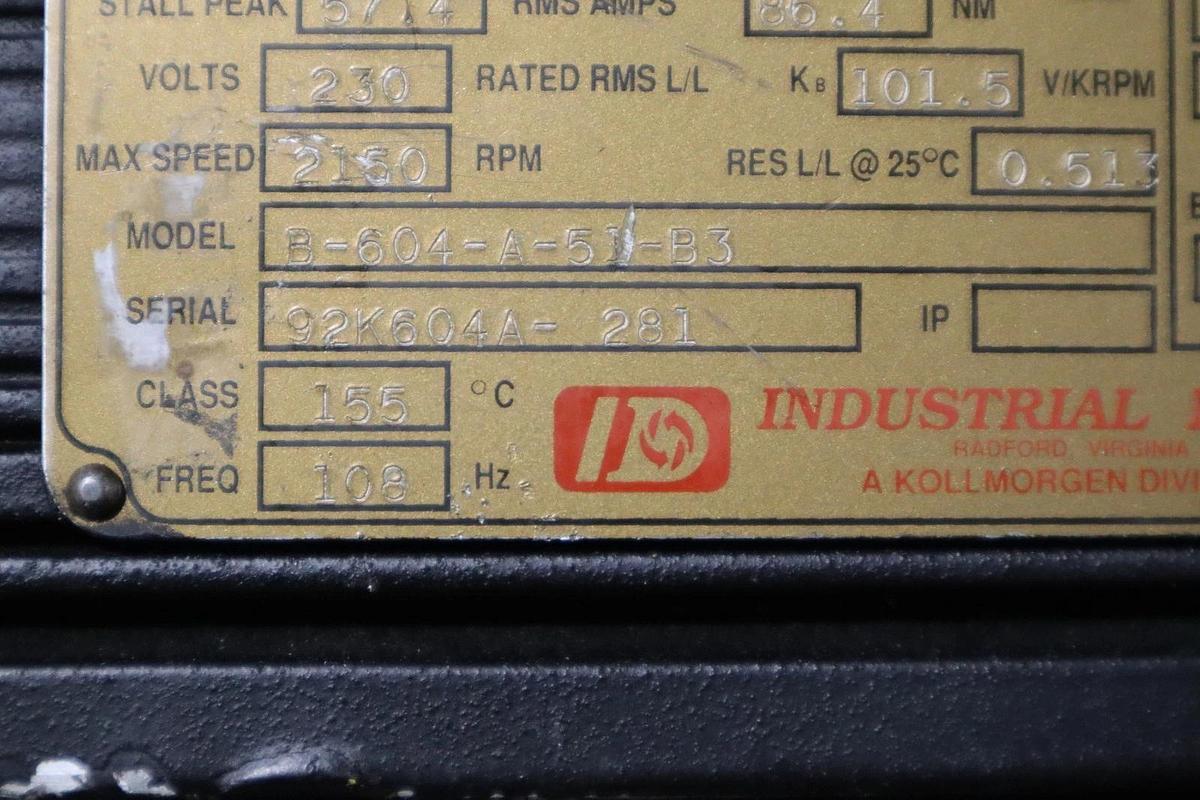 STALL PEAK 57.4 RMS AMPS 86.4 NM
VOLTS 230 RATED RMS L/L KB 101.5 V/KRPM
MAX SPEED 2150 RPM RES L/L @ 25°C 0.513
MODEL B-604-A-51-B3
SERIAL 92K604A- 281 IP
CLASS 155 °C
ID INDUSTRIAL
RADFORD, VIRGINIA
FREQ 108 Hz A KOLLMORGEN DIVI